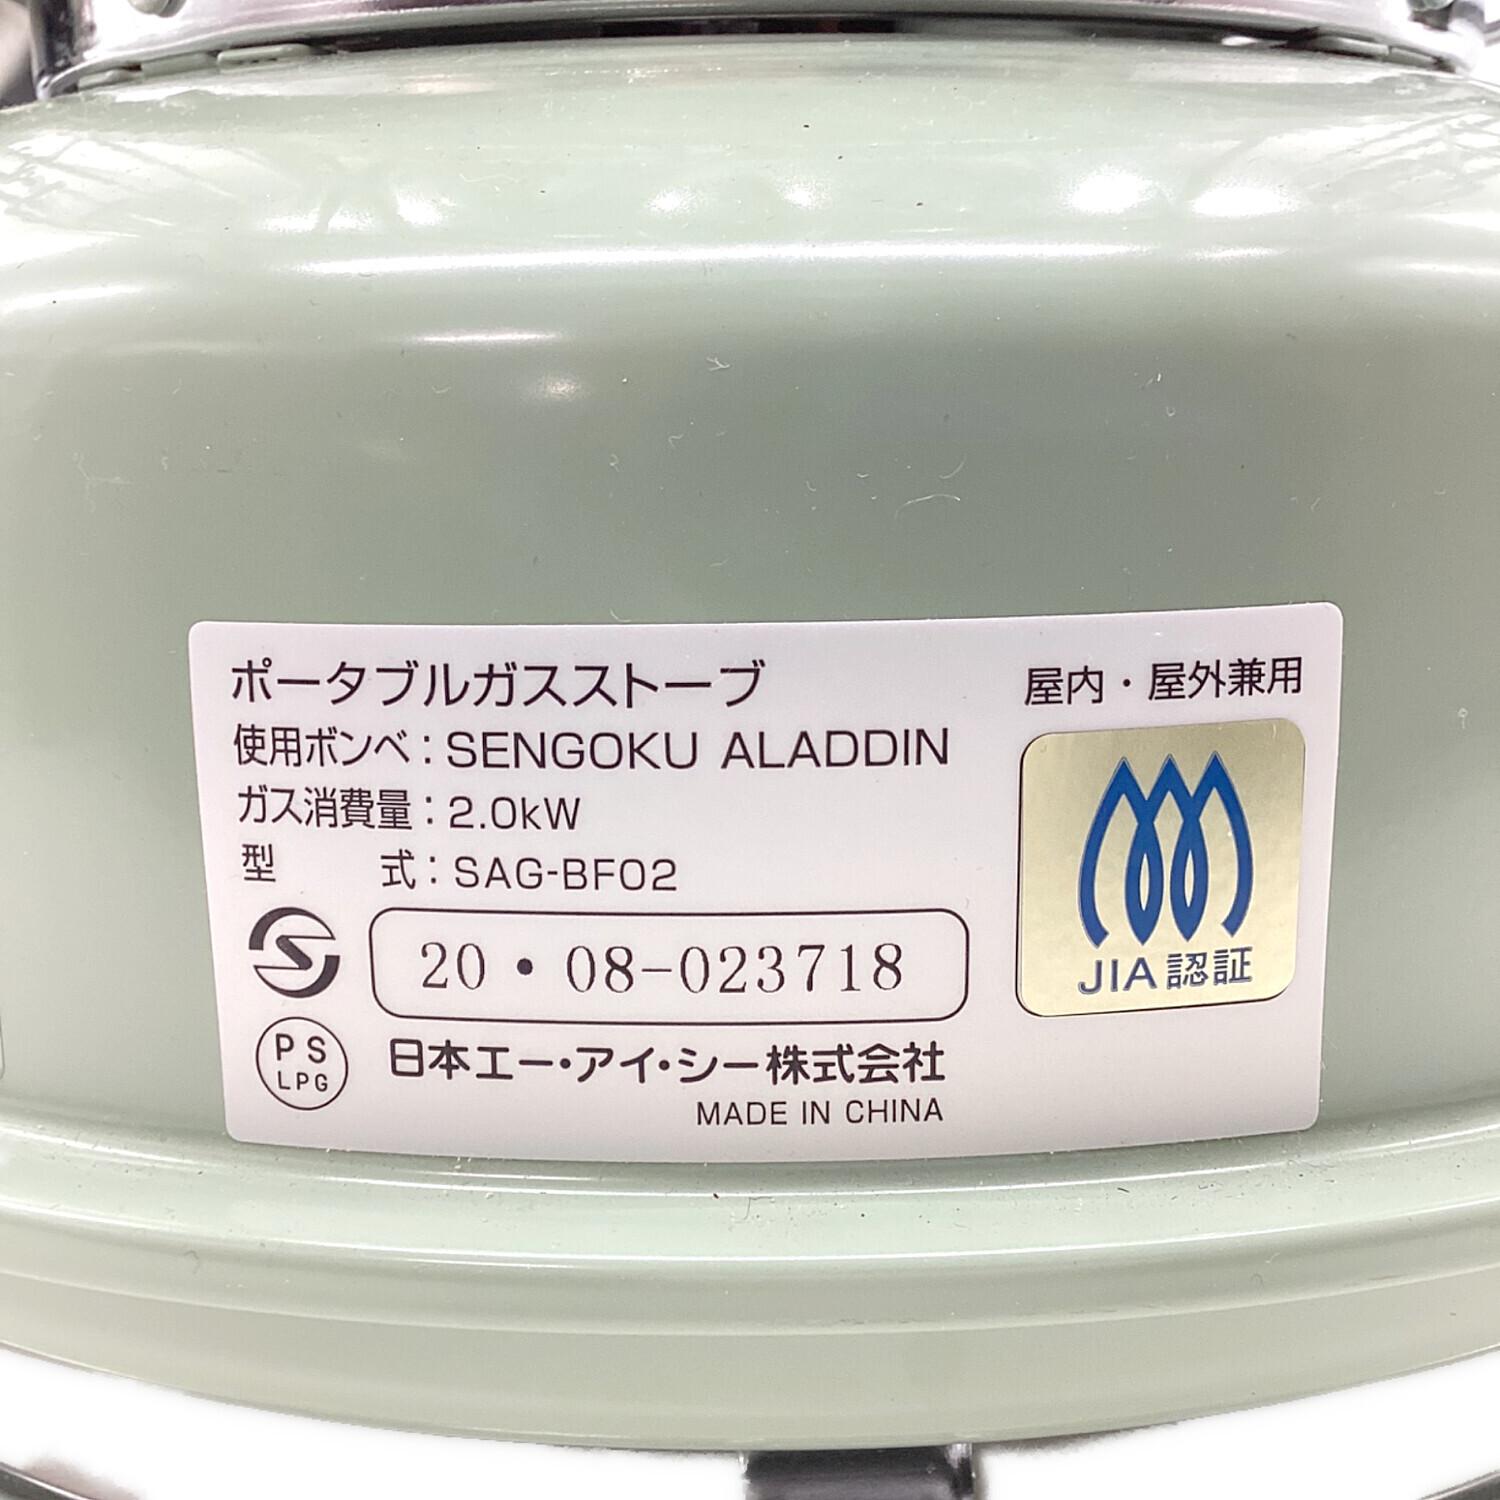 ポータブルガスストーブ
屋内・屋外兼用
使用ボンベ：SENGOKU ALADDIN
ガス消費量：2.0kW
型 式：SAG-BF02
20・08-023718
JIA認証
PS
LPG
日本エー・アイ・シー株式会社
MADE IN CHINA